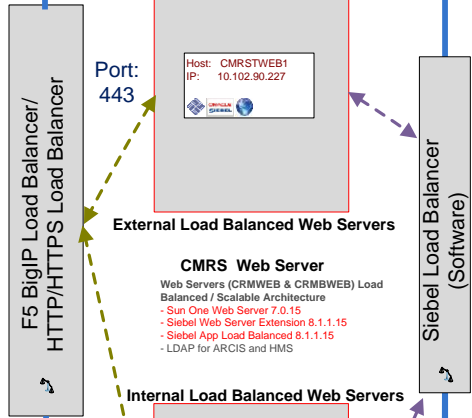 F5 BigIP Load Balancer/
HTTP/HTTPS Load Balancer
Port:
443
Host: CMRSTWEB1
IP: 10.102.90.227
ORACLE
SIEBEL
External Load Balanced Web Servers
CMRS Web Server
Web Servers (CRMWEB & CRMBWEB) Load
Balanced / Scalable Architecture
- Sun One Web Server 7.0.15
- Siebel Web Server Extension 8.1.1.15
- Siebel App Load Balanced 8.1.1.15
- LDAP for ARCIS and HMS
Internal Load Balanced Web Servers
Siebel Load Balancer
(Software)